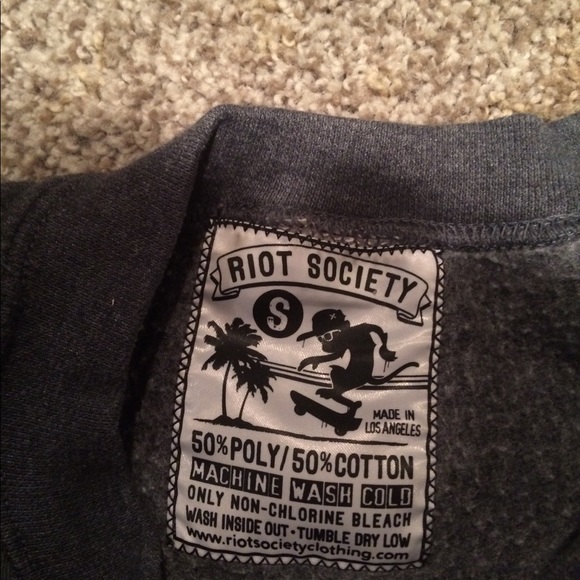 RIOT SOCIETY
S
MADE IN
LOS ANGELES
50% POLY/50% COTTON
MACHINE WASH COLD
ONLY NON-CHLORINE BLEACH
WASH INSIDE OUT • TUMBLE DRY LOW
www.riotsocietyclothing.com